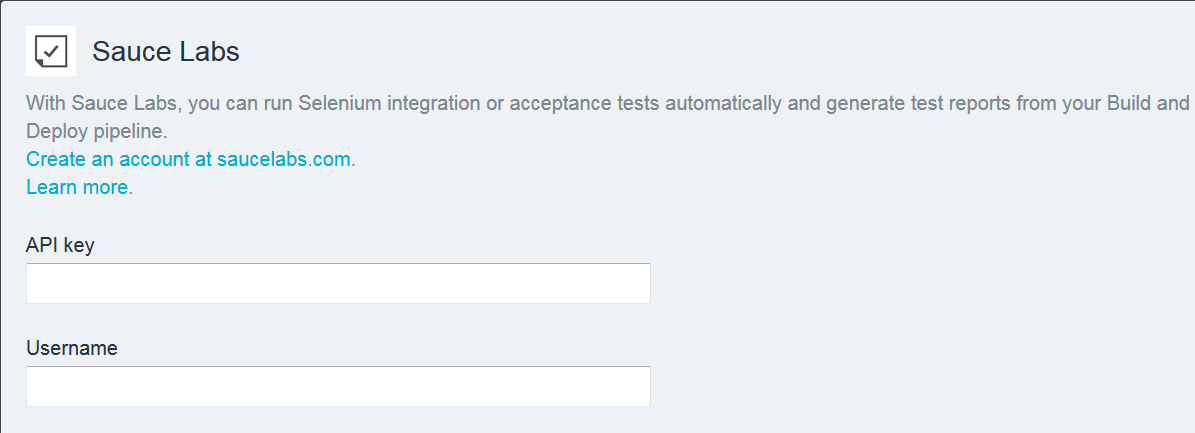 Sauce Labs
With Sauce Labs, you can run Selenium integration or acceptance tests automatically and generate test reports from your Build and
Deploy pipeline.
Create an account at saucelabs.com.
Learn more.
API key
Username